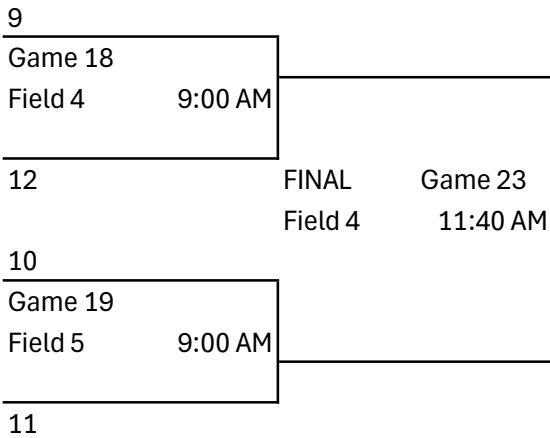 9
Game 18
Field 4 9:00 AM
12 FINAL Game 23
Field 4 11:40 AM
10
Game 19
Field 5 9:00 AM
11